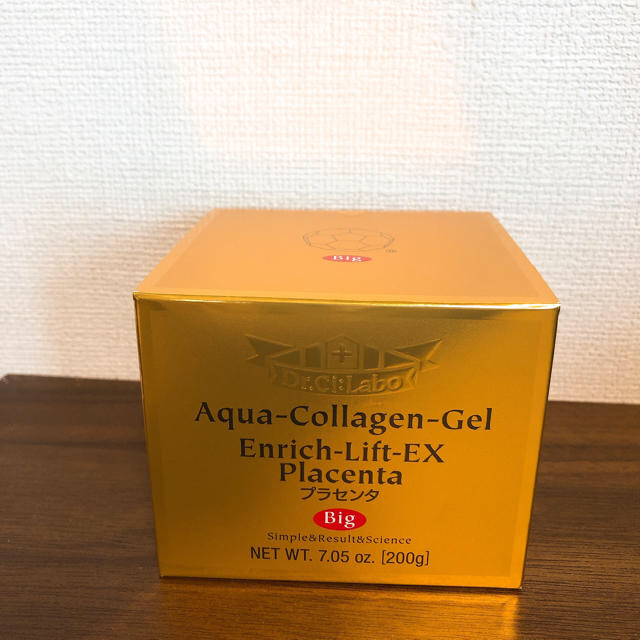 Big
®
Dr.Ci:Labo
Aqua-Collagen-Gel
Enrich-Lift-EX
Placenta
プラセンタ
Big
Simple&Result&Science
NET WT. 7.05 oz. [200g]